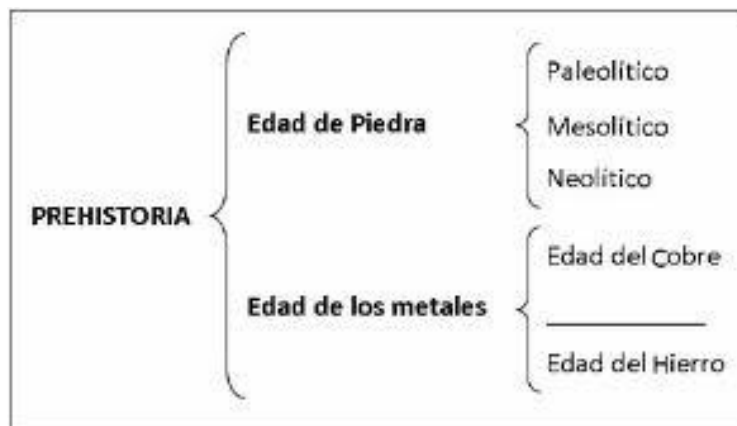 Paleolítico
Edad de Piedra
Mesolítico
Neolítico
PREHISTORIA
Edad del Cobre
Edad de los metales
Edad del Hierro